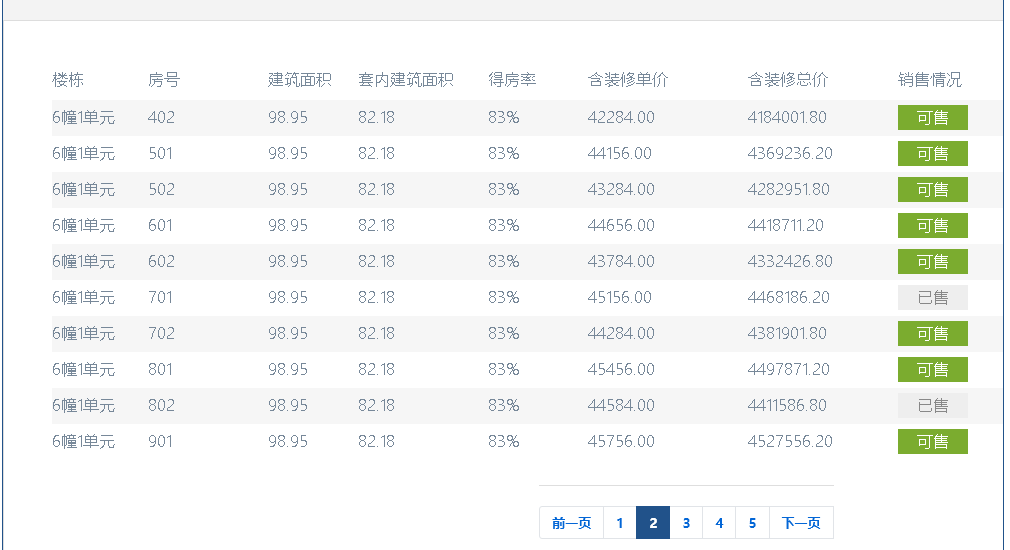 楼栋 房号 建筑面积 套内建筑面积 得房率 含装修单价 含装修总价 销售情况
6幢1单元 402 98.95 82.18 83% 42284.00 4184001.80 可售
6幢1单元 501 98.95 82.18 83% 44156.00 4369236.20 可售
6幢1单元 502 98.95 82.18 83% 43284.00 4282951.80 可售
6幢1单元 601 98.95 82.18 83% 44656.00 4418711.20 可售
6幢1单元 602 98.95 82.18 83% 43784.00 4332426.80 可售
6幢1单元 701 98.95 82.18 83% 45156.00 4468186.20 已售
6幢1单元 702 98.95 82.18 83% 44284.00 4381901.80 可售
6幢1单元 801 98.95 82.18 83% 45456.00 4497871.20 可售
6幢1单元 802 98.95 82.18 83% 44584.00 4411586.80 已售
6幢1单元 901 98.95 82.18 83% 45756.00 4527556.20 可售
前一页 1 2 3 4 5 下一页